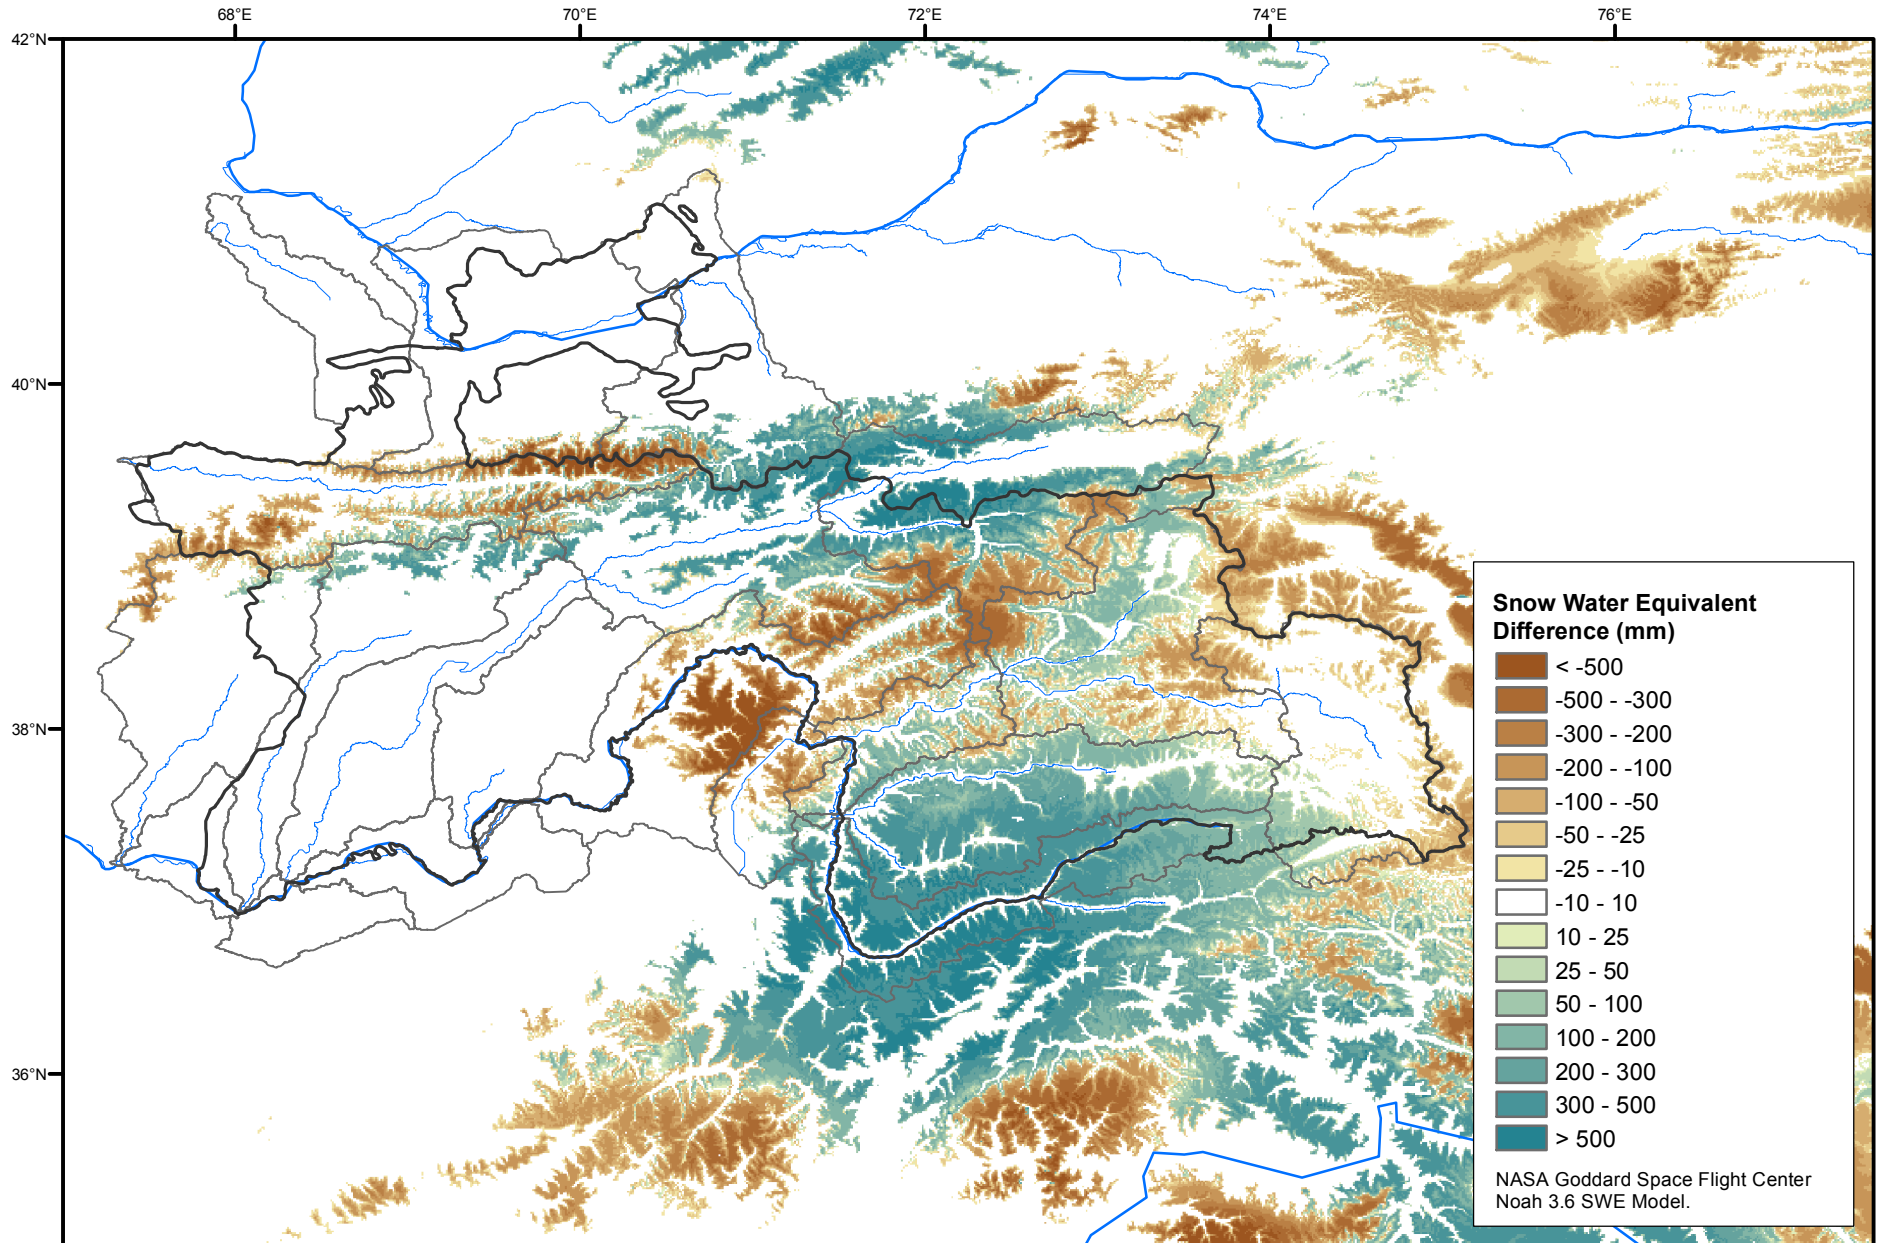 68°E
70°E
72°E
74°E
76°E
42°N
40°N
38°N
36°N
Snow Water Equivalent
Difference (mm)
< -500
-500 - -300
-300 - -200
-200 - -100
-100 - -50
-50 - -25
-25 - -10
-10 - 10
10 - 25
25 - 50
50 - 100
100 - 200
200 - 300
300 - 500
> 500
NASA Goddard Space Flight Center
Noah 3.6 SWE Model.